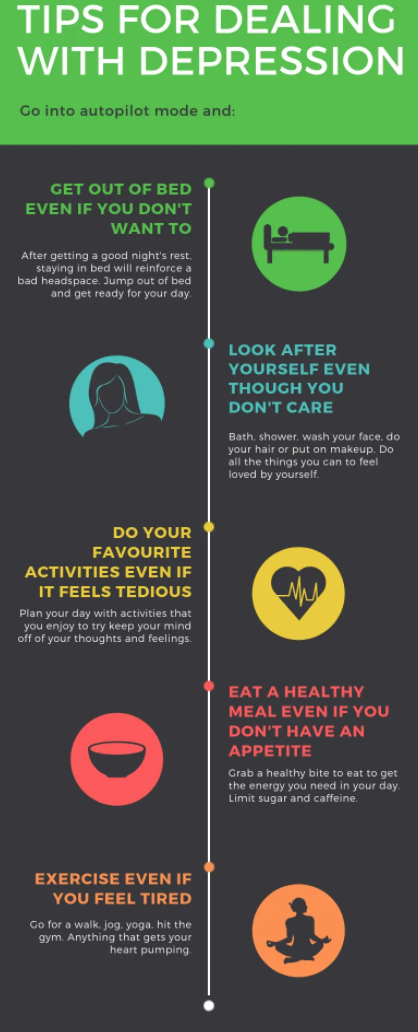 TIPS FOR DEALING
WITH DEPRESSION
Go into autopilot mode and:
GET OUT OF BED
EVEN IF YOU DON'T
WANT TO
After getting a good night's rest,
staying in bed will reinforce a
bad headspace. Jump out of bed
and get ready for your day.
LOOK AFTER
YOURSELF EVEN
THOUGH YOU
DON'T CARE
Bath, shower, wash your face, do
your hair or put on makeup. Do
all the things you can to feel
loved by yourself.
DO YOUR
FAVOURITE
ACTIVITIES EVEN IF
IT FEELS TEDIOUS
Plan your day with activities that
you enjoy to try keep your mind
off of your thoughts and feelings.
EAT A HEALTHY
MEAL EVEN IF YOU
DON'T HAVE AN
APPETITE
Grab a healthy bite to eat to get
the energy you need in your day.
Limit sugar and caffeine.
EXERCISE EVEN IF
YOU FEEL TIRED
Go for a walk, jog, yoga, hit the
gym. Anything that gets your
heart pumping.